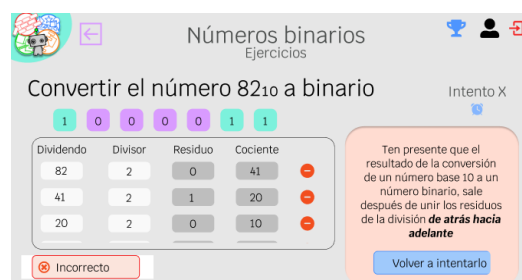 Números binarios
Ejercicios
Convertir el número 82₁₀ a binario
Intento X
1 0 0 0 0 1 1
Dividendo Divisor Residuo Cociente
82 2 0 41
41 2 1 20
20 2 0 10
Ten presente que el
resultado de la conversión
de un número base 10 a un
número binario, sale
después de unir los residuos
de la división de atrás hacia
adelante
Incorrecto
Volver a intentarlo